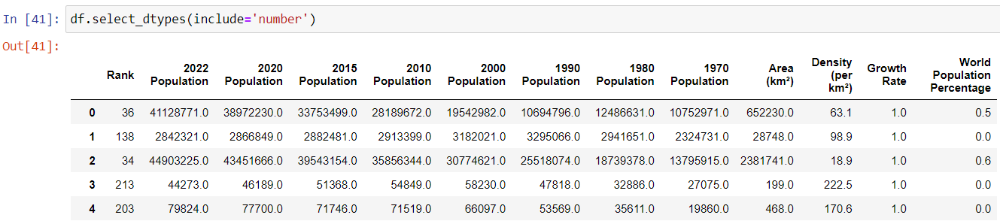 In [41]: df.select_dtypes(include='number')
Out[41]:
Rank 2022 Population 2020 Population 2015 Population 2010 Population 2000 Population 1990 Population 1980 Population 1970 Population Area (km²) Density (per km²) Growth Rate World Population Percentage
0 36 41128771.0 38972230.0 33753499.0 28189672.0 19542982.0 10694796.0 12486631.0 10752971.0 652230.0 63.1 1.0 0.5
1 138 2842321.0 2866849.0 2882481.0 2913399.0 3182021.0 3295066.0 2941651.0 2324731.0 28748.0 98.9 1.0 0.0
2 34 44903225.0 43451666.0 39543154.0 35856344.0 30774621.0 25518074.0 18739378.0 13795915.0 2381741.0 18.9 1.0 0.6
3 213 44273.0 46189.0 51368.0 54849.0 58230.0 47818.0 32886.0 27075.0 199.0 222.5 1.0 0.0
4 203 79824.0 77700.0 71746.0 71519.0 66097.0 53569.0 35611.0 19860.0 468.0 170.6 1.0 0.0